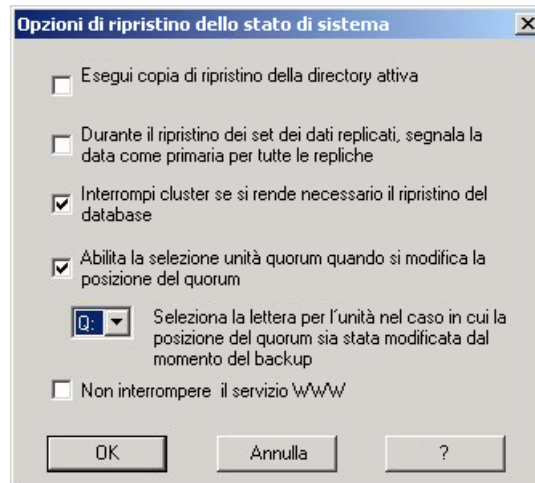 Opzioni di ripristino dello stato di sistema
Esegui copia di ripristino della directory attiva
Durante il ripristino dei set dei dati replicati, segnala la
data come primaria per tutte le repliche
Interrompi cluster se si rende necessario il ripristino del
database
Abilita la selezione unità quorum quando si modifica la
posizione del quorum
Q:
Seleziona la lettera per l'unità nel caso in cui la
posizione del quorum sia stata modificata dal
momento del backup
Non interrompere il servizio WWW
OK
Annulla
?